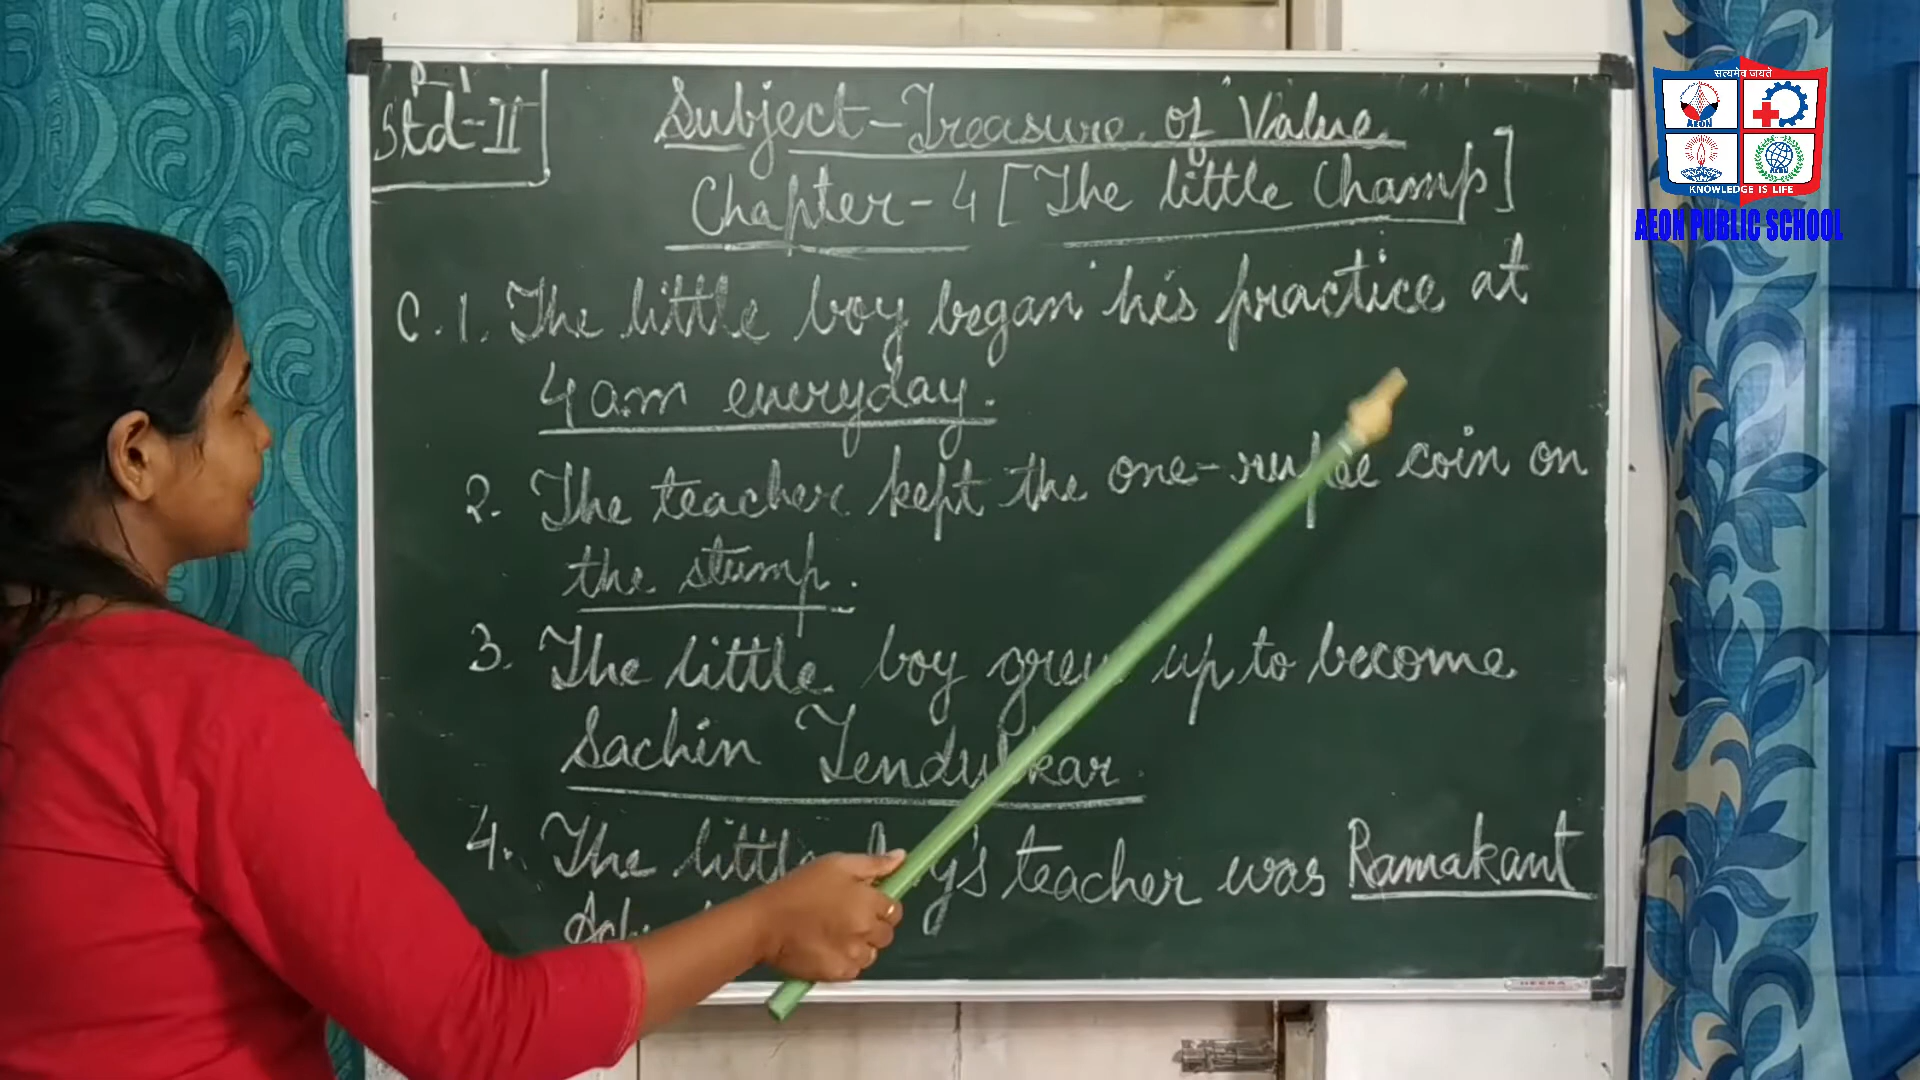 P-1
Std-II
Subject-Treasure of Value
Chapter-4 [The little Champ]
C.1. The little boy began his practice at
4 a.m everyday.
2. The teacher kept the one-rupee coin on
the stump.
3. The little boy grew up to become
Sachin Tendulkar.
4. The little boy's teacher was Ramakant
सत्यमेव जयते
AEON
KNOWLEDGE IS LIFE
AEON PUBLIC SCHOOL